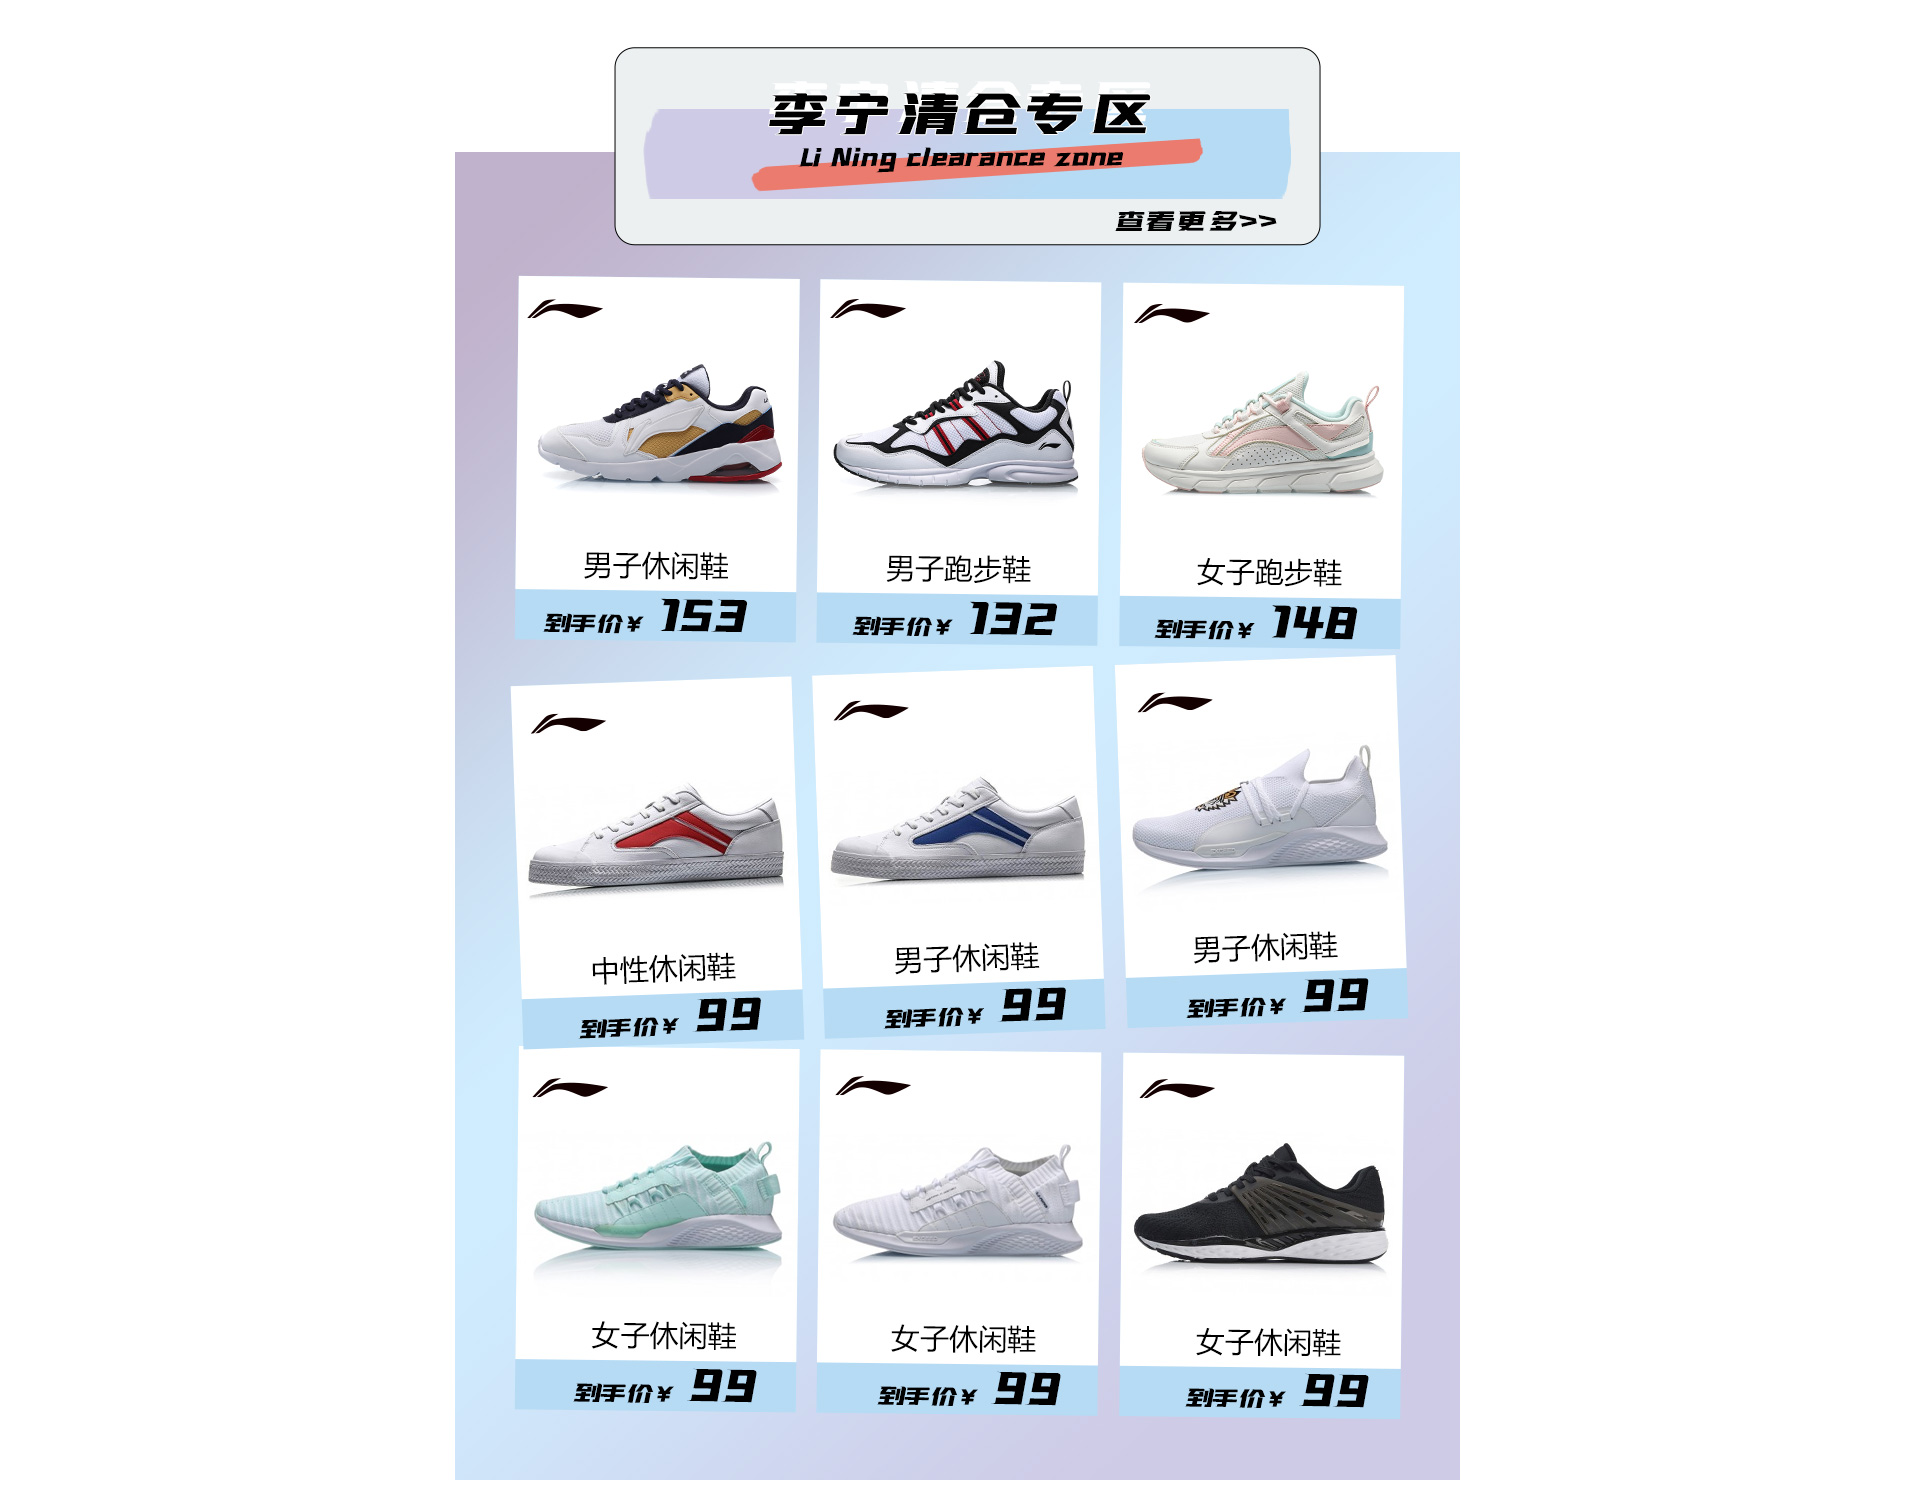 李宁清仓专区
Li Ning clearance zone
查看更多>>
男子休闲鞋
到手价¥ 153
男子跑步鞋
到手价¥ 132
女子跑步鞋
到手价¥ 148
中性休闲鞋
到手价¥ 99
男子休闲鞋
到手价¥ 99
男子休闲鞋
到手价¥ 99
女子休闲鞋
到手价¥ 99
女子休闲鞋
到手价¥ 99
女子休闲鞋
到手价¥ 99